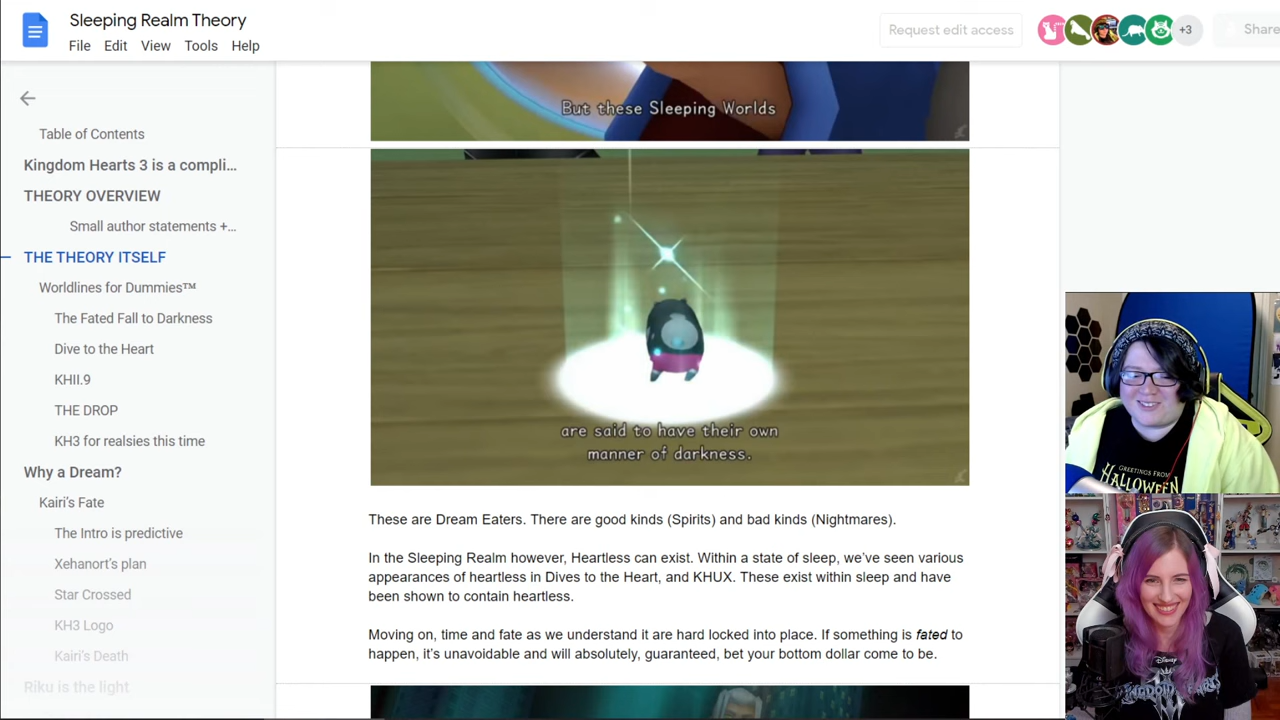 Sleeping Realm Theory
File Edit View Tools Help
Request edit access
+3
Share
Table of Contents
Kingdom Hearts 3 is a compli...
THEORY OVERVIEW
Small author statements +...
THE THEORY ITSELF
Worldlines for Dummies™
The Fated Fall to Darkness
Dive to the Heart
KHII.9
THE DROP
KH3 for realsies this time
Why a Dream?
Kairi's Fate
The Intro is predictive
Xehanort's plan
Star Crossed
KH3 Logo
Kairi's Death
Riku is the light
But these Sleeping Worlds
are said to have their own
manner of darkness.
These are Dream Eaters. There are good kinds (Spirits) and bad kinds (Nightmares).
In the Sleeping Realm however, Heartless can exist. Within a state of sleep, we've seen various
appearances of heartless in Dives to the Heart, and KHUX. These exist within sleep and have
been shown to contain heartless.
Moving on, time and fate as we understand it are hard locked into place. If something is fated to
happen, it's unavoidable and will absolutely, guaranteed, bet your bottom dollar come to be.
GREETINGS FROM
HALLOWEEN
Disney
KINGDOM HEARTS